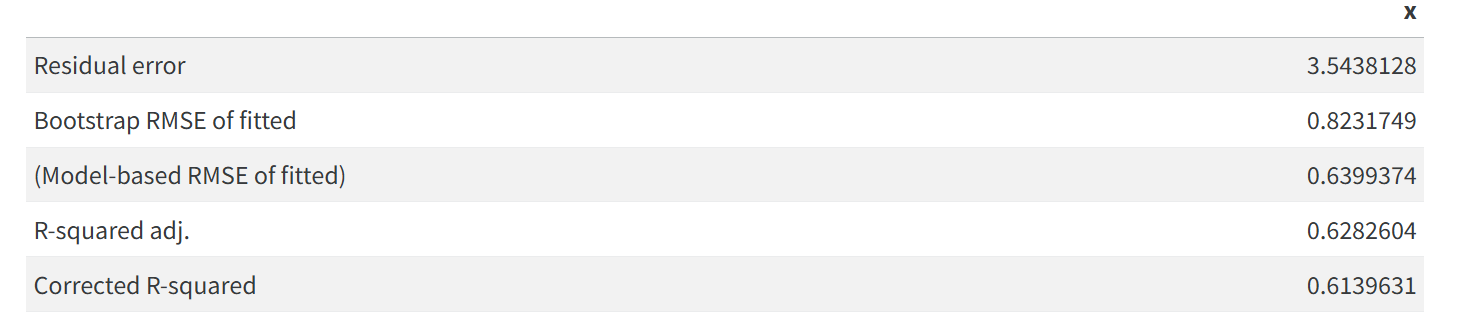 x
Residual error 3.5438128
Bootstrap RMSE of fitted 0.8231749
(Model-based RMSE of fitted) 0.6399374
R-squared adj. 0.6282604
Corrected R-squared 0.6139631